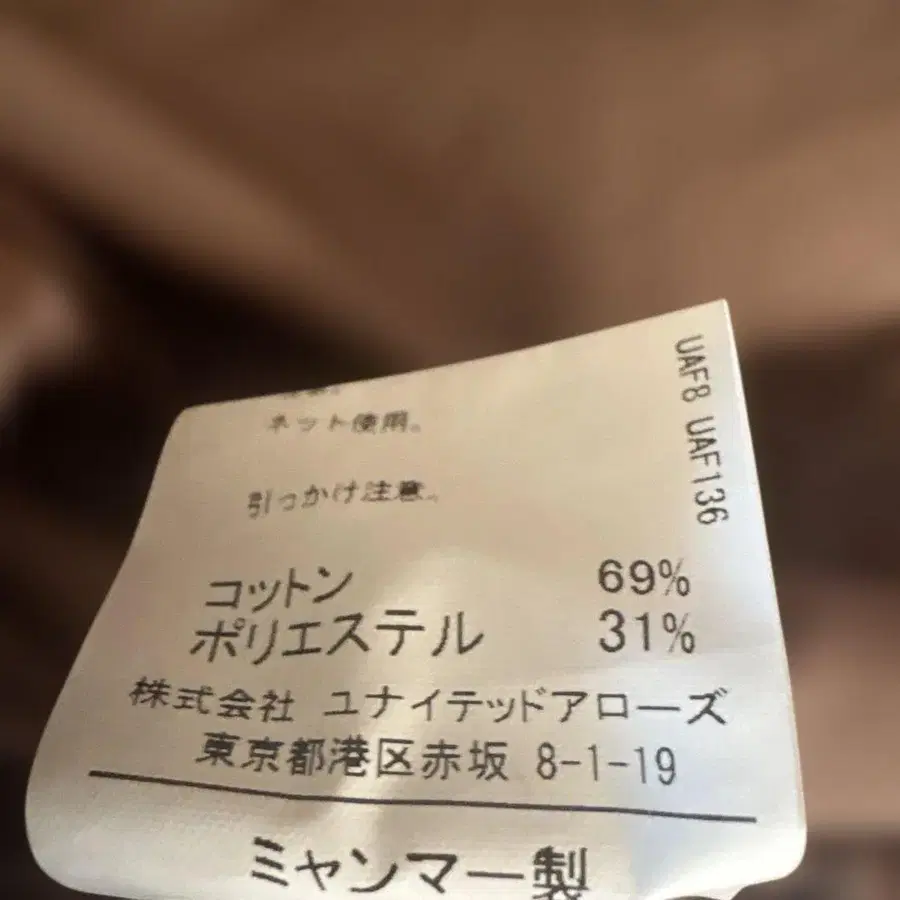 ネット使用。
引っかけ注意。
コットン 69%
ポリエステル 31%
株式会社 ユナイテッドアローズ
東京都港区赤坂 8-1-19
ミャンマー製
UAF8 UAF136